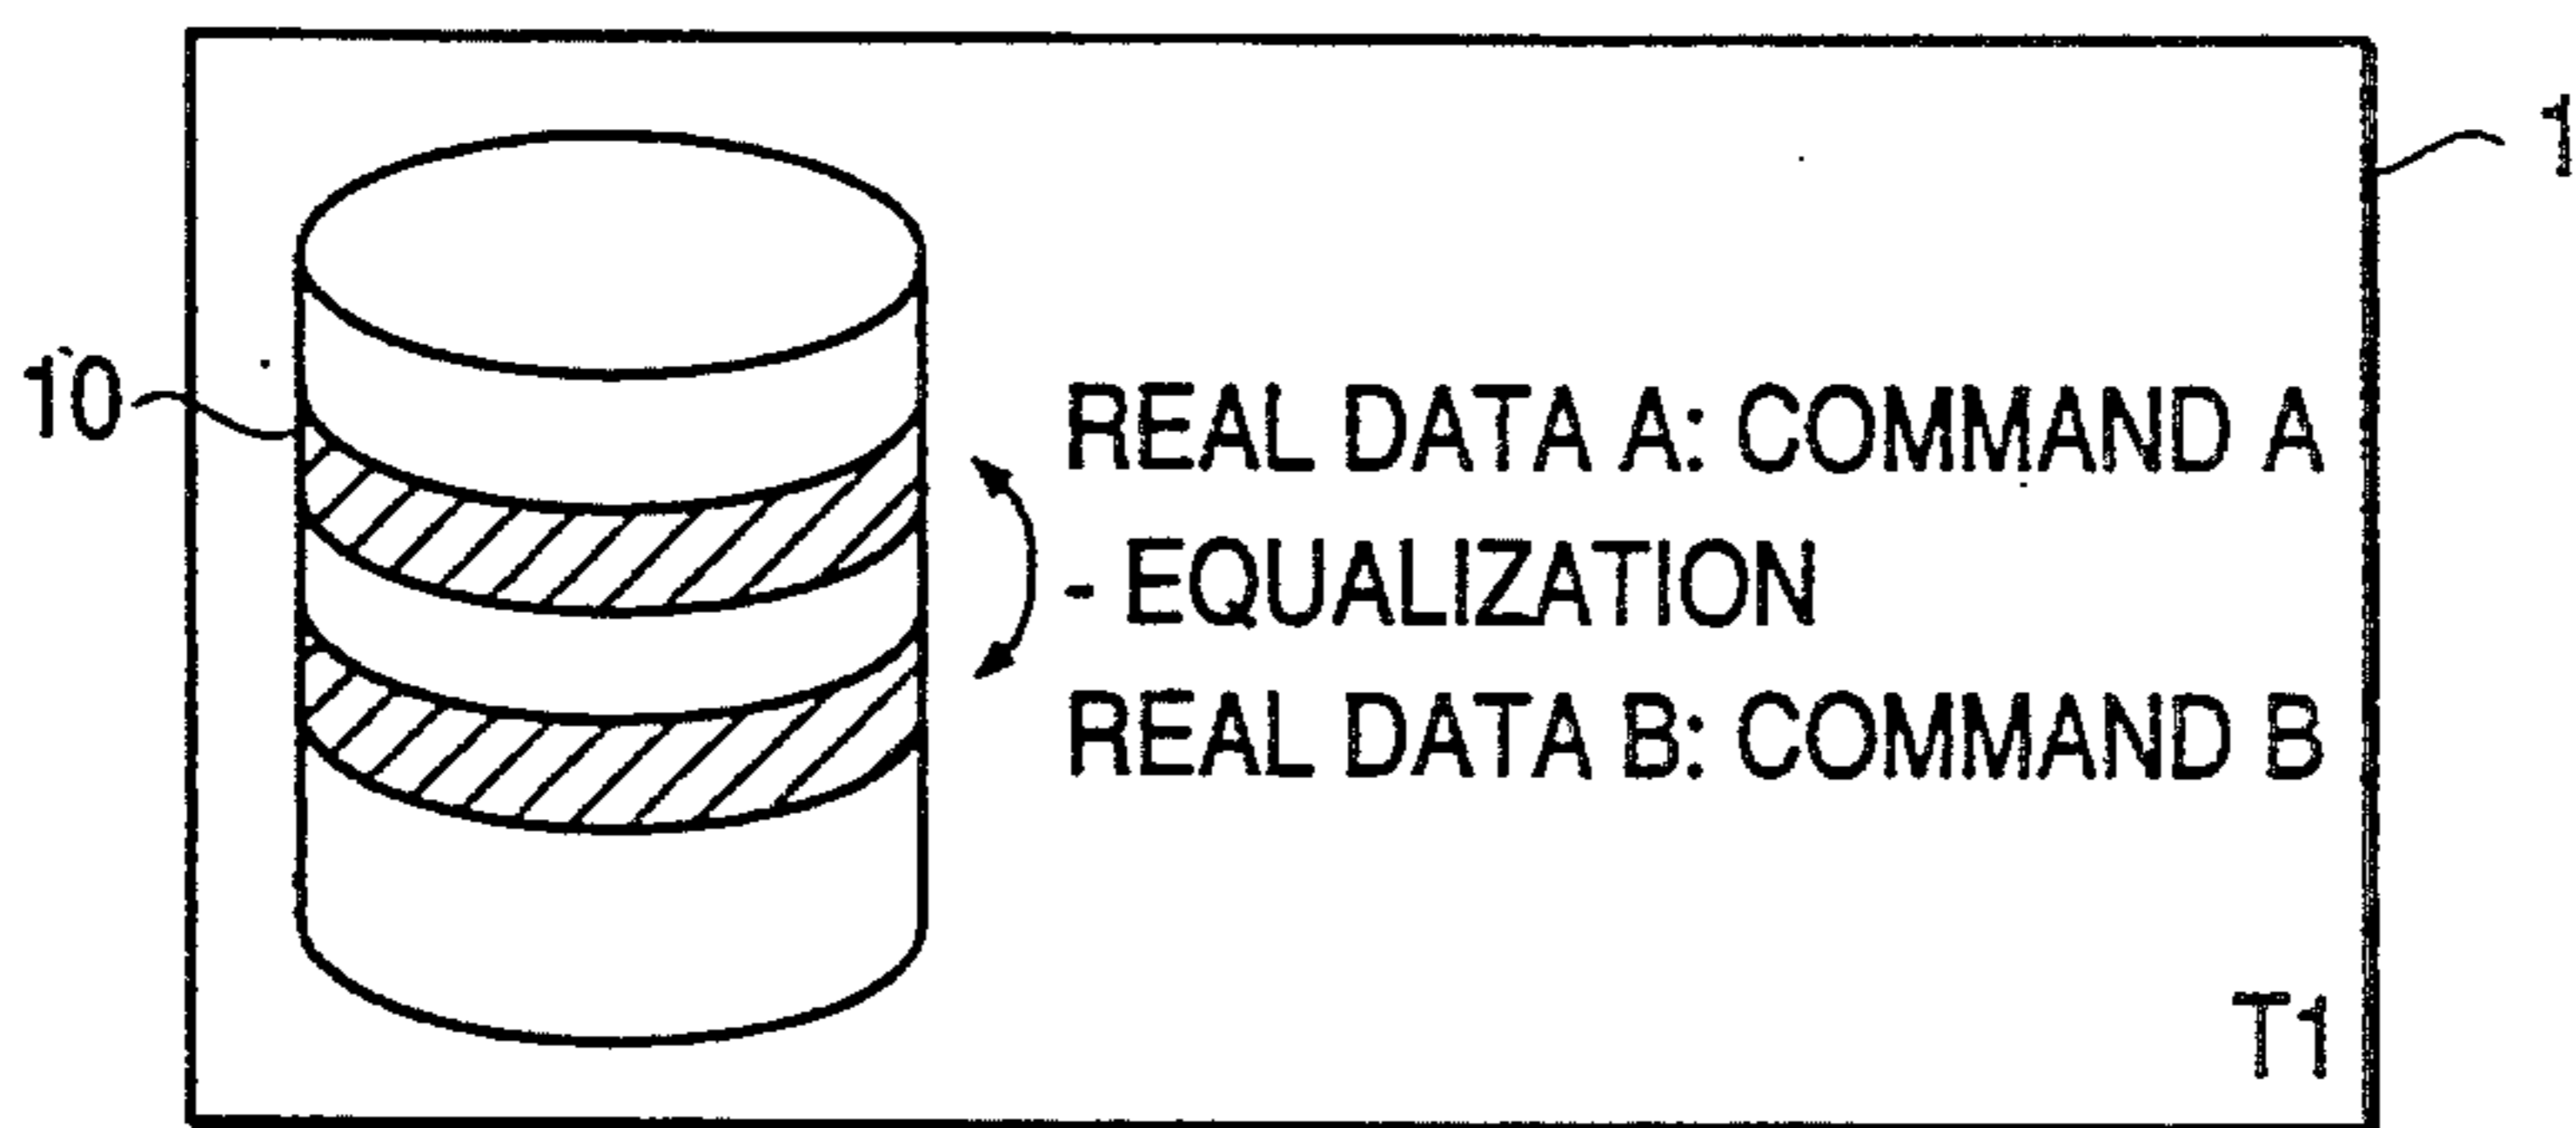 1
10
REAL DATA A: COMMAND A
- EQUALIZATION
REAL DATA B: COMMAND B
T1